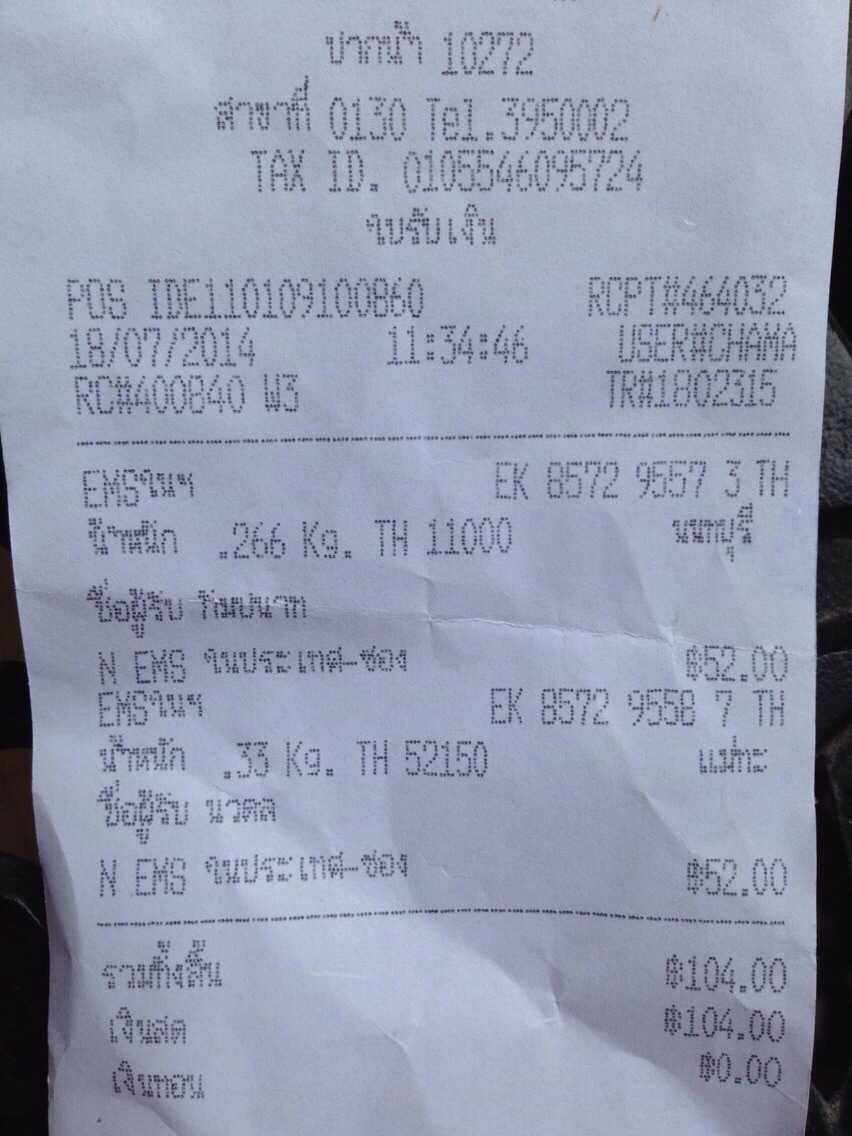 ปากน้ำ 10272
สาขาที่ 0130 Tel.3950002
TAX ID. 0105546095724
ใบรับเงิน
POS IDE110109100B60 RCPT#464032
18/07/2014 11:34:46 USER#CHAMA
RC#400B40 W3 TR#1802315
EMSในฯ EK 8572 9557 3 TH
น้ำหนัก .266 Kg. TH 11000 นนทบุรี
ชื่อผู้รับ
N EMS ในประเทศ-ซอง ฿52.00
EMSในฯ EK 8572 9558 7 TH
น้ำหนัก .33 Kg. TH 52150 แม่ทะ
ชื่อผู้รับ นวดล
N EMS ในประเทศ-ซอง ฿52.00
รวมทั้งสิ้น ฿104.00
เงินสด ฿104.00
เงินทอน ฿0.00